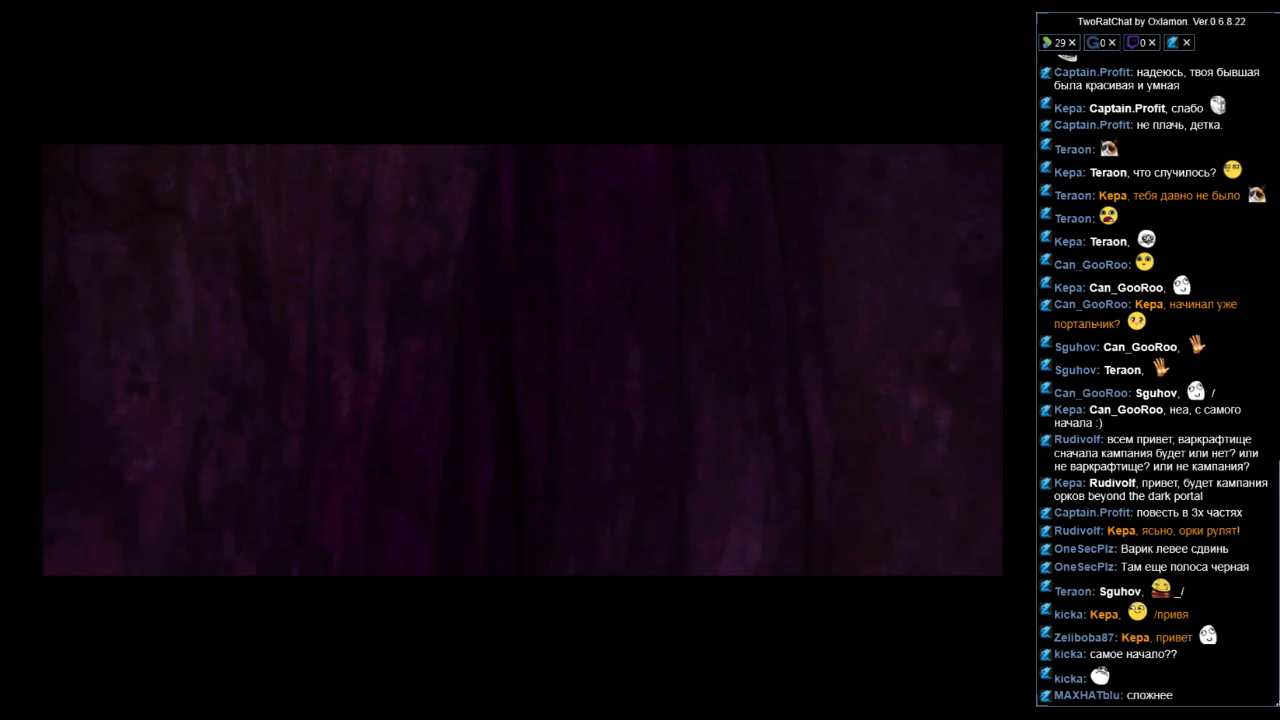 TwoRatChat by Oxlamon. Ver.0.6.8.22
29 × 0 × 0 × ×
Captain.Profit: надеюсь, твоя бывшая
была красивая и умная
Kepa: Captain.Profit, слабо
Captain.Profit: не плачь, детка.
Teraon:
Kepa: Teraon, что случилось?
Teraon: Kepa, тебя давно не было
Teraon:
Kepa: Teraon,
Can_GooRoo:
Kepa: Can_GooRoo,
Can_GooRoo: Kepa, начинал уже
портальчик?
Sguhov: Can_GooRoo,
Sguhov: Teraon,
Can_GooRoo: Sguhov, /
Kepa: Can_GooRoo, неа, с самого
начала :)
Rudivolf: всем привет, варкрафтище
сначала кампания будет или нет? или
не варкрафтище? или не кампания?
Kepa: Rudivolf, привет, будет кампания
орков beyond the dark portal
Captain.Profit: повесть в 3х частях
Rudivolf: Kepa, ясьно, орки рулят!
OneSecPlz: Варик левее сдвинь
OneSecPlz: Там еще полоса черная
Teraon: Sguhov, _/
kicka: Kepa, /привя
Zeliboba87: Kepa, привет
kicka: самое начало??
kicka:
MAXHATblu: сложнее